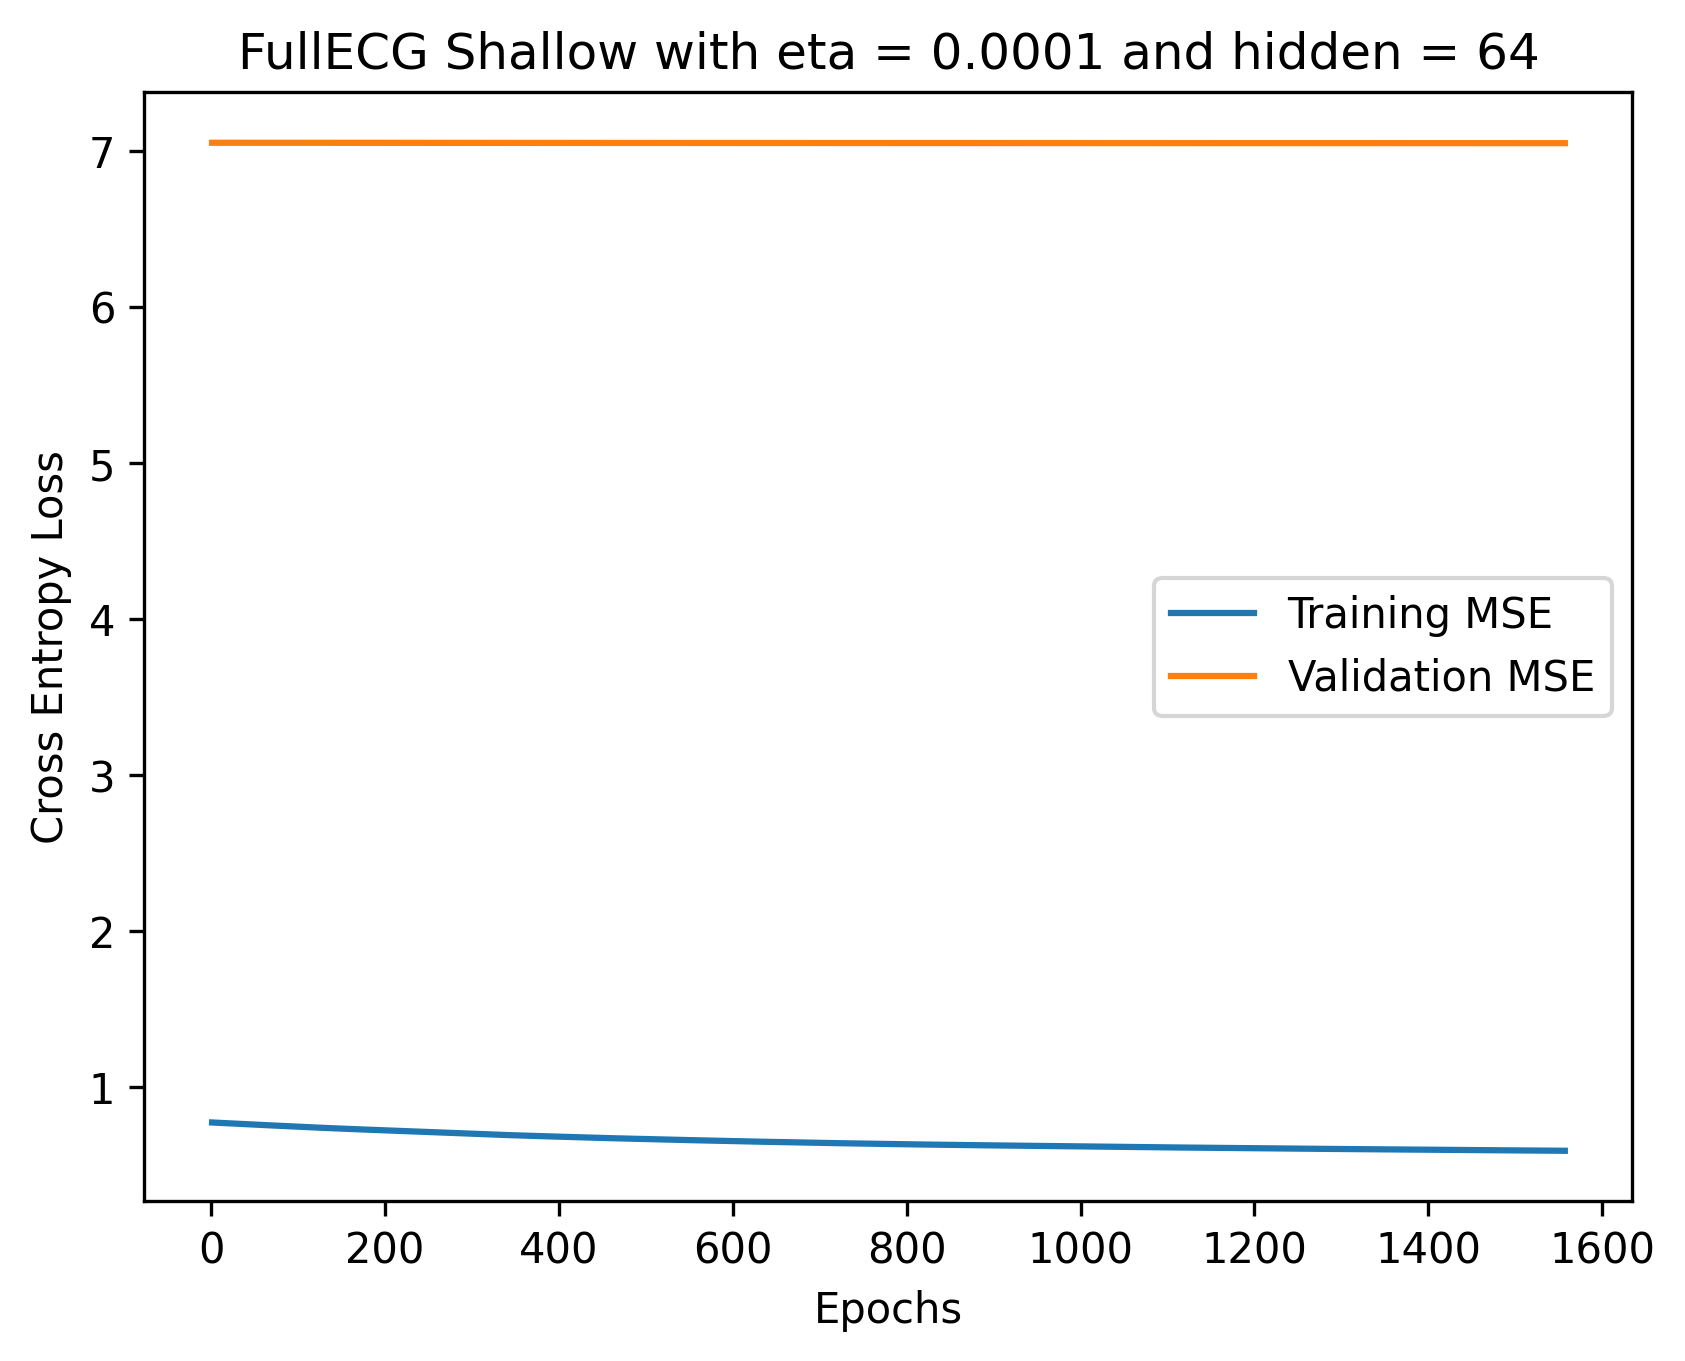 FullECG Shallow with eta = 0.0001 and hidden = 64
7
6
5
4
3
2
1
Cross Entropy Loss
Training MSE
Validation MSE
0 200 400 600 800 1000 1200 1400 1600
Epochs